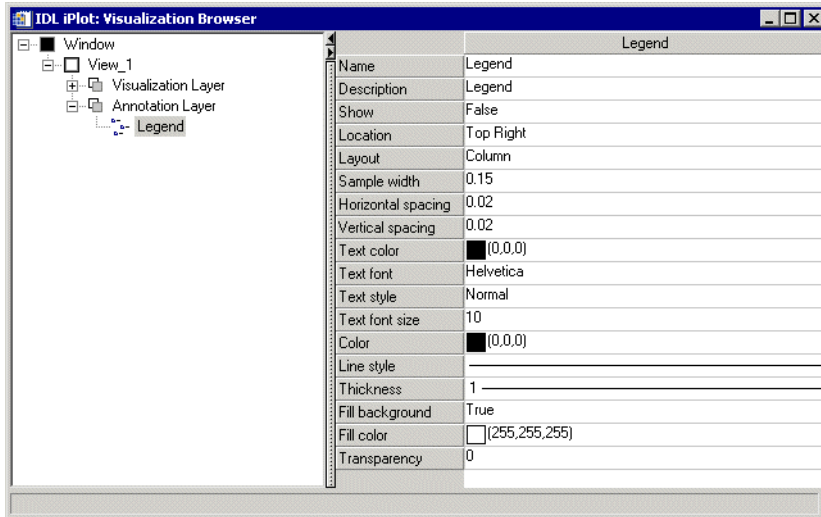 IDL iPlot: Visualization Browser
Window
View_1
Visualization Layer
Annotation Layer
Legend
Legend
Name Legend
Description Legend
Show False
Location Top Right
Layout Column
Sample width 0.15
Horizontal spacing 0.02
Vertical spacing 0.02
Text color (0,0,0)
Text font Helvetica
Text style Normal
Text font size 10
Color (0,0,0)
Line style
Thickness 1
Fill background True
Fill color (255,255,255)
Transparency 0